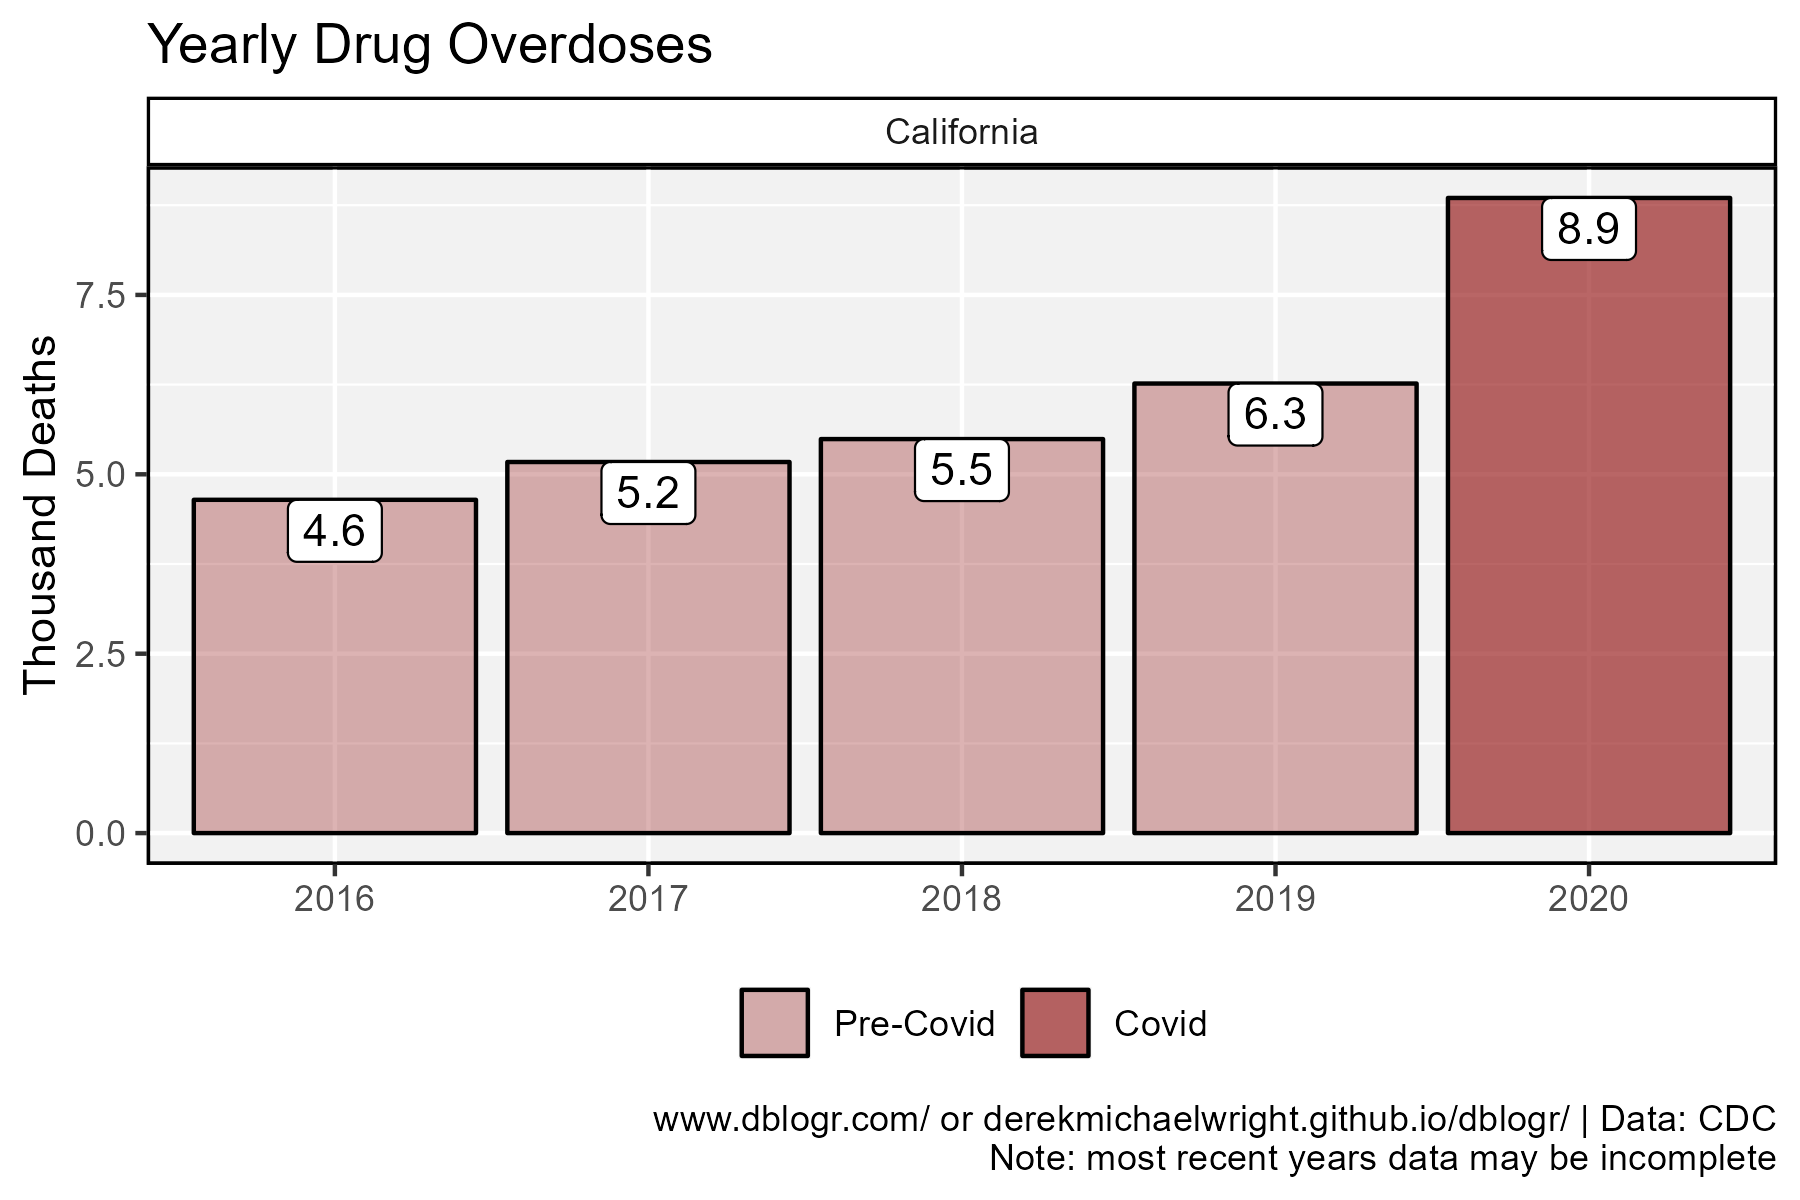 Yearly Drug Overdoses
California
Thousand Deaths
7.5
5.0
2.5
0.0
4.6
5.2
5.5
6.3
8.9
2016
2017
2018
2019
2020
Pre-Covid
Covid
www.dblogr.com/ or derekmichaelwright.github.io/dblogr/ | Data: CDC
Note: most recent years data may be incomplete